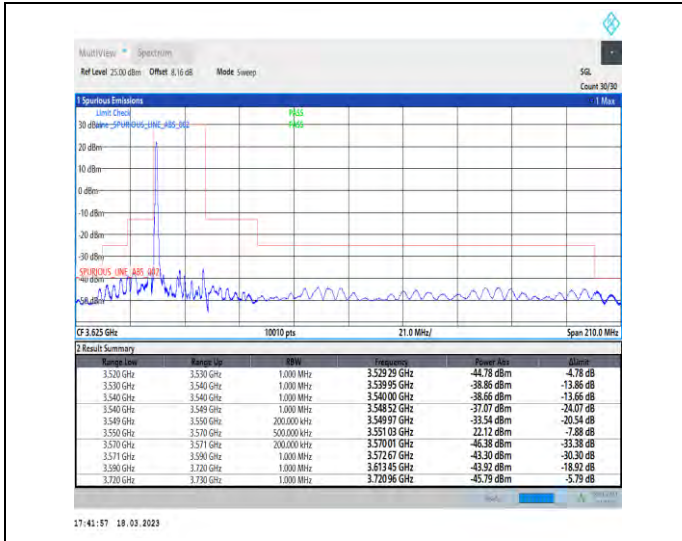 MultiView Spectrum
Ref Level 25.00 dBm Offset 8.16 dB Mode Sweep SGL
Count 30/30
1 Spurious Emissions 1 Max
Limit Check PASS
30 dBm Line _SPURIOUS_LINE_ABS_002 PASS
20 dBm
10 dBm
0 dBm
-10 dBm
-20 dBm
-30 dBm
_SPURIOUS_LINE_ABS_002
-40 dBm
-50 dBm
CF 3.625 GHz 10010 pts 21.0 MHz/ Span 210.0 MHz
2 Result Summary
Range Low Range Up RBW Frequency Power Abs ΔLimit
3.520 GHz 3.530 GHz 1.000 MHz 3.529 29 GHz -44.78 dBm -4.78 dB
3.530 GHz 3.540 GHz 1.000 MHz 3.539 95 GHz -38.86 dBm -13.86 dB
3.540 GHz 3.540 GHz 1.000 MHz 3.540 00 GHz -38.66 dBm -13.66 dB
3.540 GHz 3.549 GHz 1.000 MHz 3.548 52 GHz -37.07 dBm -24.07 dB
3.549 GHz 3.550 GHz 200.000 kHz 3.549 97 GHz -33.54 dBm -20.54 dB
3.550 GHz 3.570 GHz 500.000 kHz 3.551 03 GHz 22.12 dBm -7.88 dB
3.570 GHz 3.571 GHz 200.000 kHz 3.570 01 GHz -46.38 dBm -33.38 dB
3.571 GHz 3.590 GHz 1.000 MHz 3.572 67 GHz -43.30 dBm -30.30 dB
3.590 GHz 3.720 GHz 1.000 MHz 3.613 45 GHz -43.92 dBm -18.92 dB
3.720 GHz 3.730 GHz 1.000 MHz 3.720 96 GHz -45.79 dBm -5.79 dB
17:41:57 18.03.2023